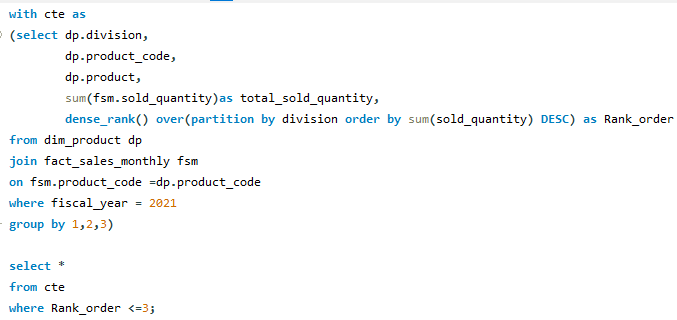 with cte as
(select dp.division,
dp.product_code,
dp.product,
sum(fsm.sold_quantity)as total_sold_quantity,
dense_rank() over(partition by division order by sum(sold_quantity) DESC) as Rank_order
from dim_product dp
join fact_sales_monthly fsm
on fsm.product_code =dp.product_code
where fiscal_year = 2021
group by 1,2,3)
select *
from cte
where Rank_order <=3;